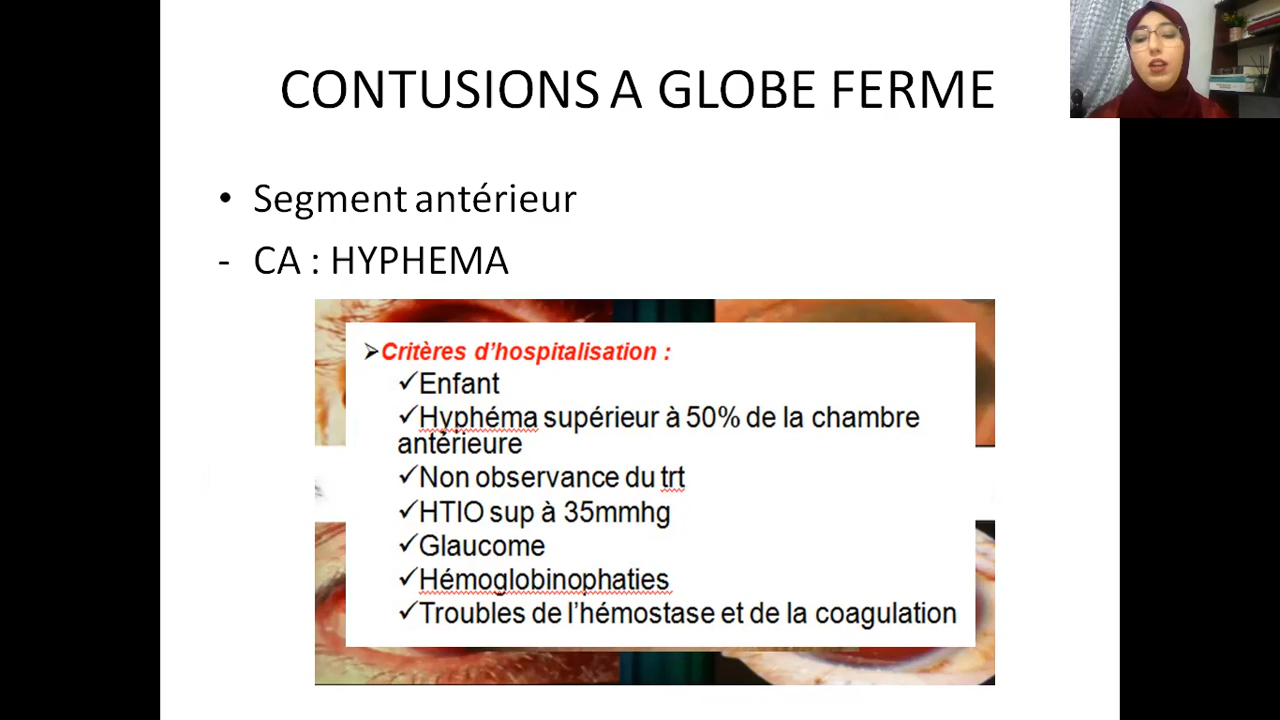 CONTUSIONS A GLOBE FERME
• Segment antérieur
- CA : HYPHEMA
➢Critères d'hospitalisation :
✓Enfant
✓Hyphéma supérieur à 50% de la chambre
antérieure
✓Non observance du trt
✓HTIO sup à 35mmhg
✓Glaucome
✓Hémoglobinophaties
✓Troubles de l'hémostase et de la coagulation